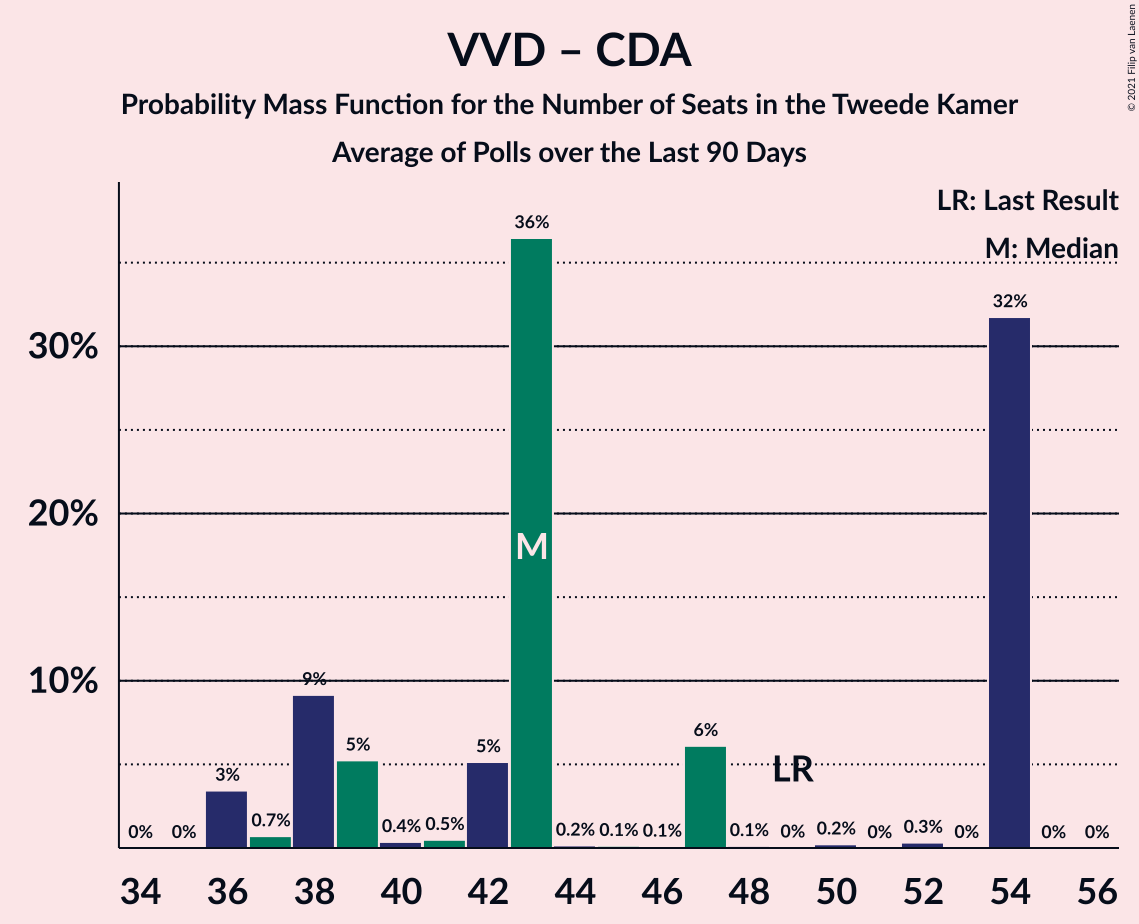 VVD – CDA
Probability Mass Function for the Number of Seats in the Tweede Kamer
Average of Polls over the Last 90 Days
© 2021 Filip van Laenen
LR: Last Result
M: Median
30%
20%
10%
0%
0%
3%
0.7%
9%
5%
0.4%
0.5%
5%
36%
M
0.2%
0.1%
0.1%
6%
0.1%
LR
0%
0.2%
0%
0.3%
0%
32%
0%
0%
34 36 38 40 42 44 46 48 50 52 54 56